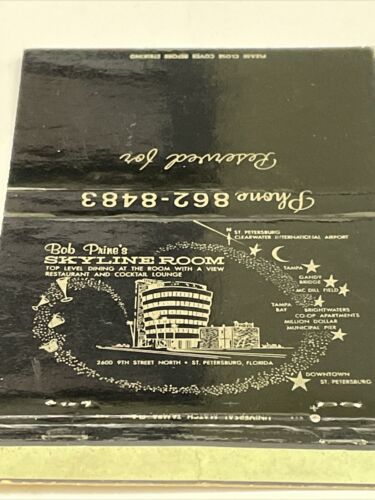 PLEASE CLOSE COVER BEFORE STRIKING
Reserved for
Phone 862-8483
N
ST. PETERSBURG
CLEARWATER INTERNATIONAL AIRPORT
Bob Prine's
SKYLINE ROOM
TOP LEVEL DINING AT THE ROOM WITH A VIEW
RESTAURANT AND COCKTAIL LOUNGE
TAMPA
GANDY
BRIDGE
MC DILL FIELD
TAMPA
BAY
BRIGHTWATERS
CO-OP APARTMENTS
MILLION DOLLAR
MUNICIPAL PIER
2600 9TH STREET NORTH • ST. PETERSBURG, FLORIDA
DOWNTOWN
ST. PETERSBURG
UNIVERSAL MATCH